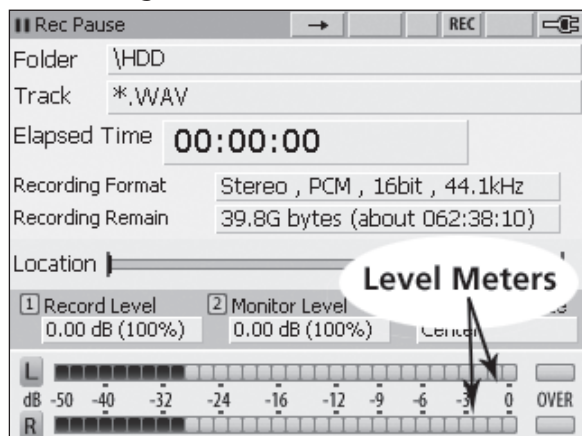 Rec Pause → REC
Folder \HDD
Track *.WAV
Elapsed Time 00:00:00
Recording Format Stereo , PCM , 16bit , 44.1kHz
Recording Remain 39.8G bytes (about 062:38:10)
Location
Level Meters
1 Record Level 2 Monitor Level
0.00 dB (100%) 0.00 dB (100%) Center
L
dB -50 -40 -32 -24 -16 -12 -9 -6 -3 0 OVER
R